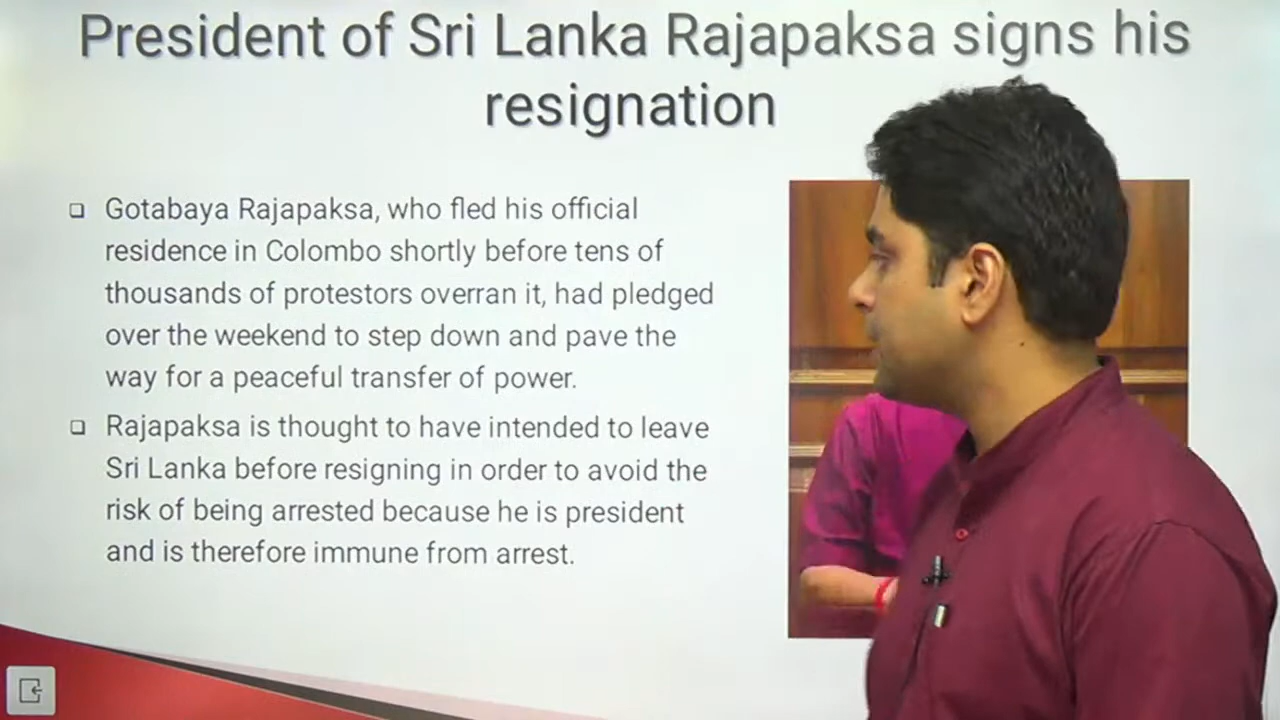 President of Sri Lanka Rajapaksa signs his
resignation
Gotabaya Rajapaksa, who fled his official
residence in Colombo shortly before tens of
thousands of protestors overran it, had pledged
over the weekend to step down and pave the
way for a peaceful transfer of power.
Rajapaksa is thought to have intended to leave
Sri Lanka before resigning in order to avoid the
risk of being arrested because he is president
and is therefore immune from arrest.